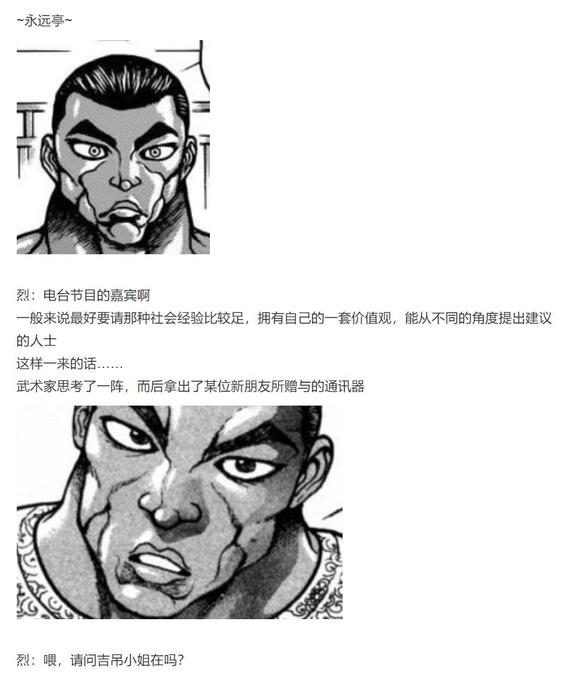 ~永远亭~
烈：电台节目的嘉宾啊
一般来说最好要请那种社会经验比较足，拥有自己的一套价值观，能从不同的角度提出建议
的人士
这样一来的话……
武术家思考了一阵，而后拿出了某位新朋友所赠与的通讯器
烈：喂，请问吉吊小姐在吗？